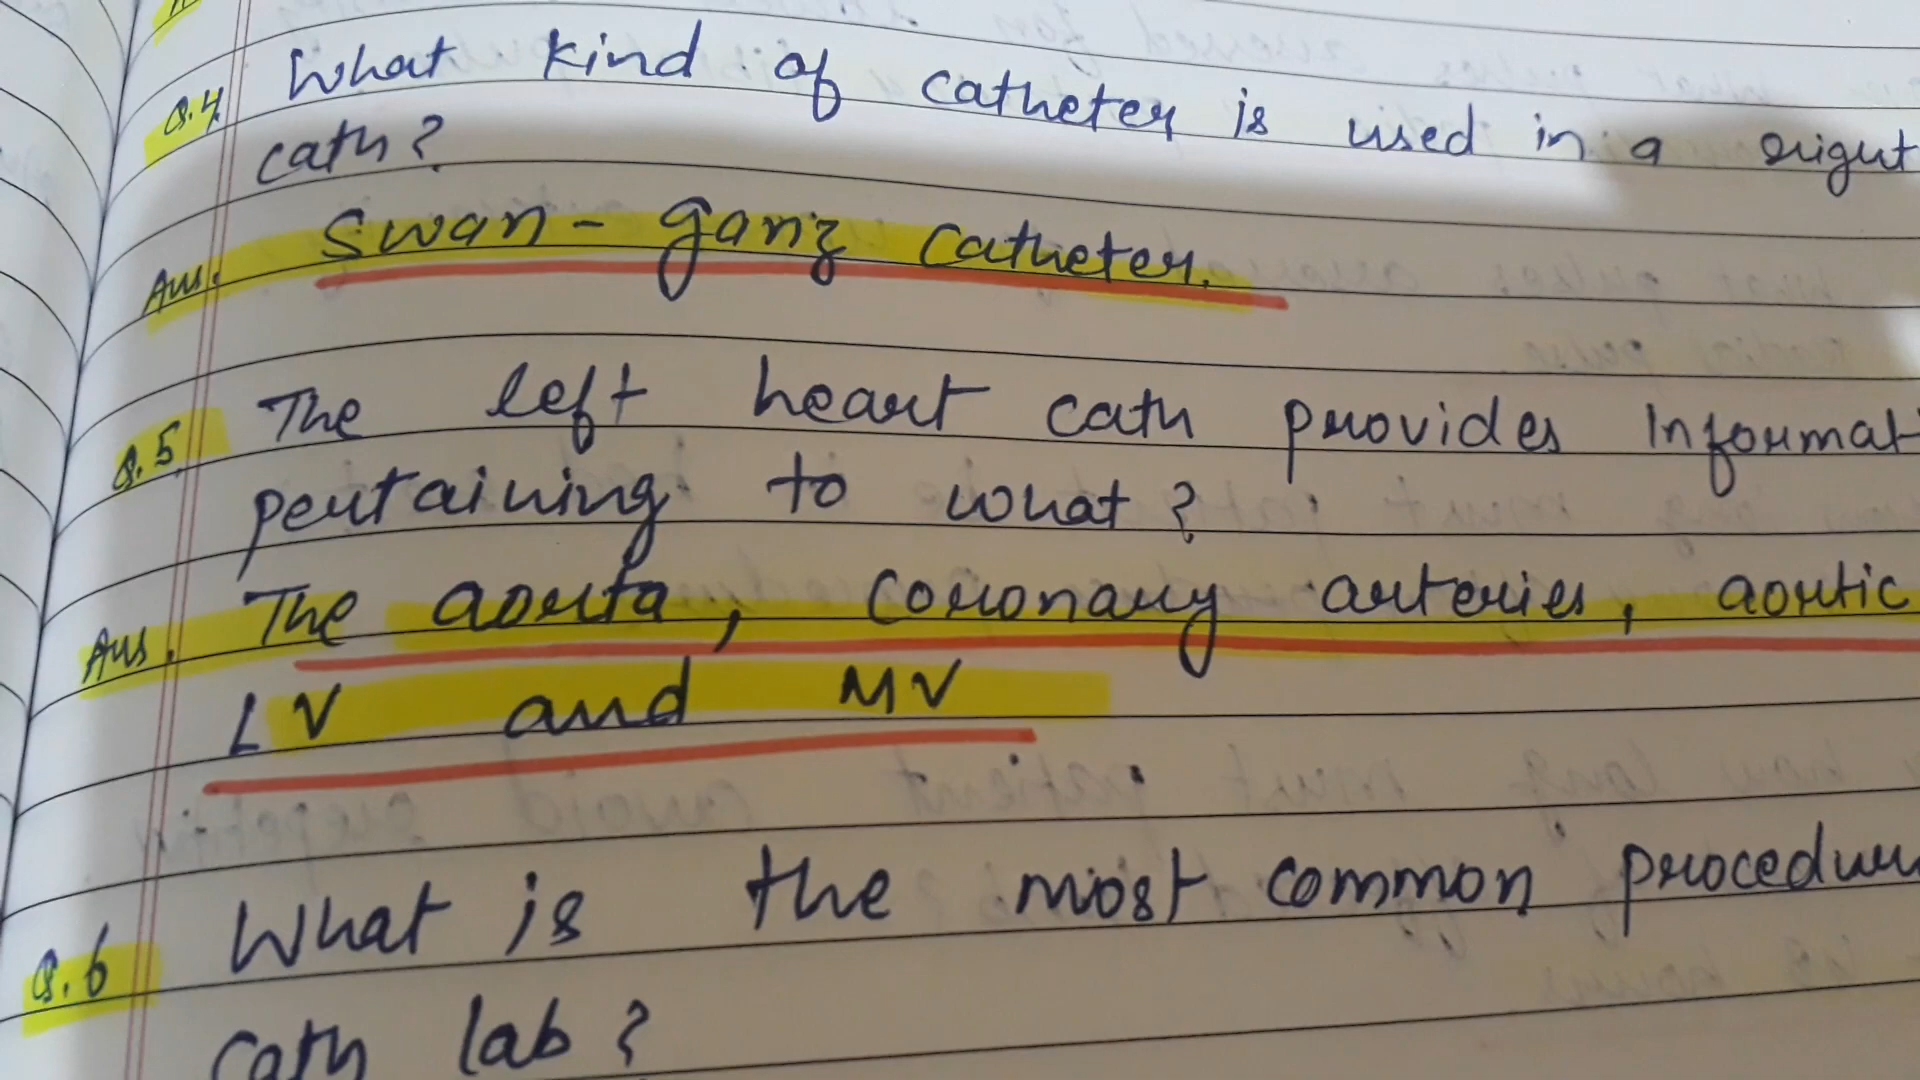 Q.4 What kind of catheter is used in a right
cath?
Ans. Swan-Ganz Catheter.
Q.5 The left heart cath provides
pertaining to what?
Ans. The aorta, coronary arteries, aortic
LV and MV
Q.6 What is the most common
cath lab?